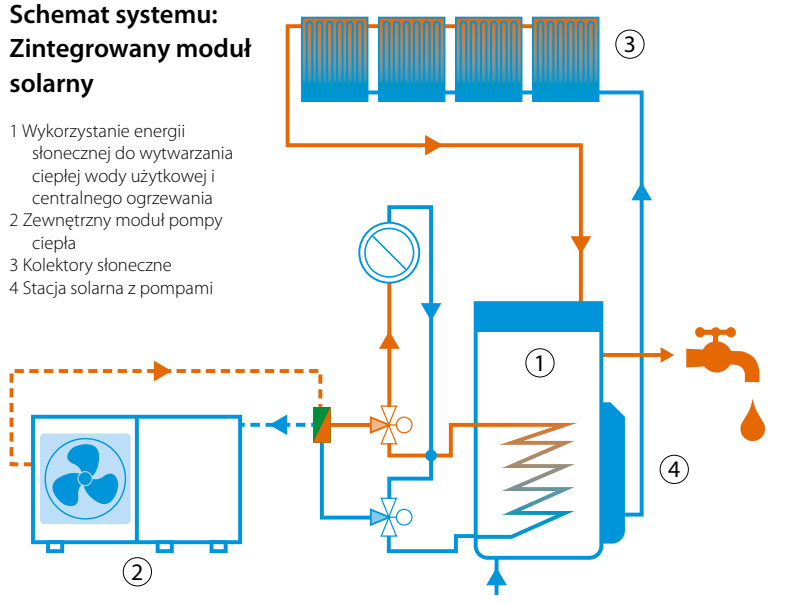 Schemat systemu:
Zintegrowany moduł
solarny
1 Wykorzystanie energii
słonecznej do wytwarzania
ciepłej wody użytkowej i
centralnego ogrzewania
2 Zewnętrzny moduł pompy
ciepła
3 Kolektory słoneczne
4 Stacja solarna z pompami
3
1
4
2